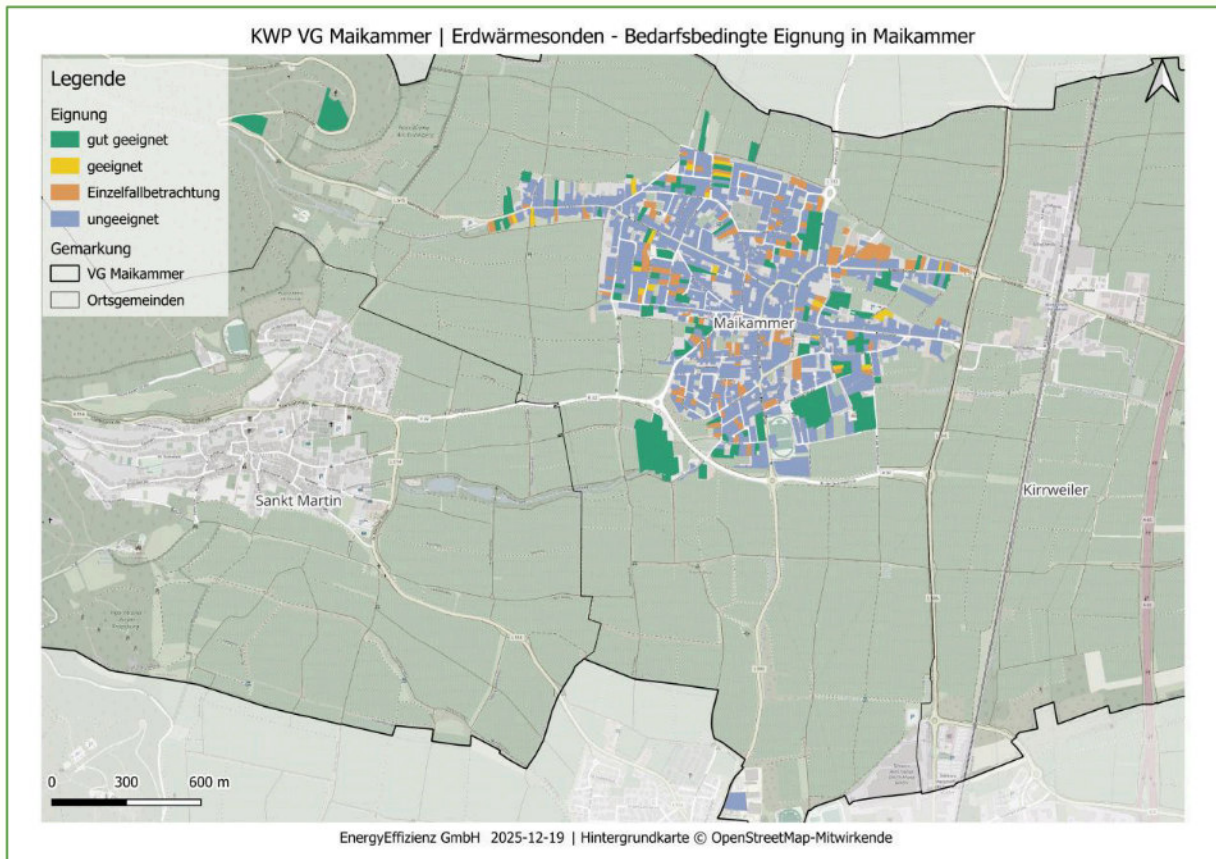 KWP VG Maikammer | Erdwärmesonden - Bedarfsbedingte Eignung in Maikammer
Legende
Eignung
gut geeignet
geeignet
Einzelfallbetrachtung
ungeeignet
Gemarkung
VG Maikammer
Ortsgemeinden
Maikammer
Sankt Martin
Kirrweiler
0 300 600 m
EnergyEffizienz GmbH 2025-12-19 | Hintergrundkarte © OpenStreetMap-Mitwirkende